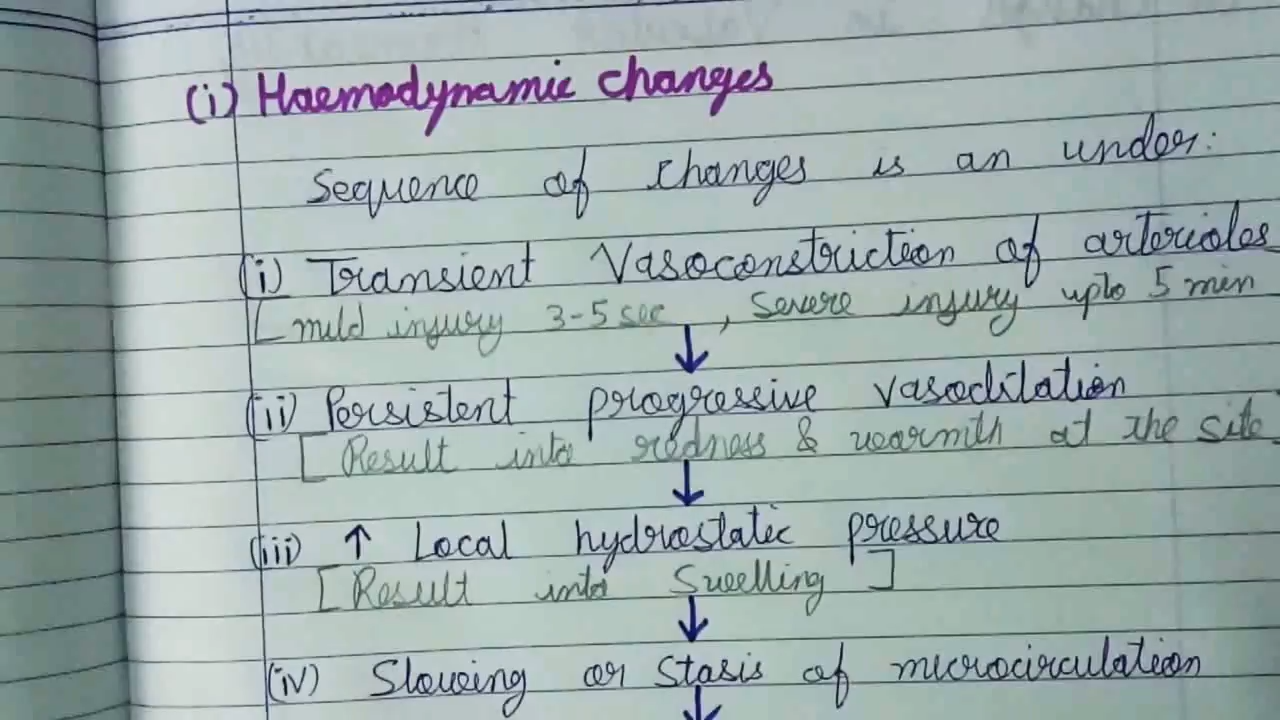 (i) Haemodynamic changes
Sequence of changes is an under:
(i) Transient Vasoconstriction of arterioles
[mild injury 3-5 sec , Severe injury upto 5 min
↓
(ii) Persistent progressive vasodilation
[Result into redness & warmth at the site]
↓
(iii) ↑ Local hydrostatic pressure
[Result into Swelling]
↓
(iv) Slowing or Stasis of microcirculation
↓